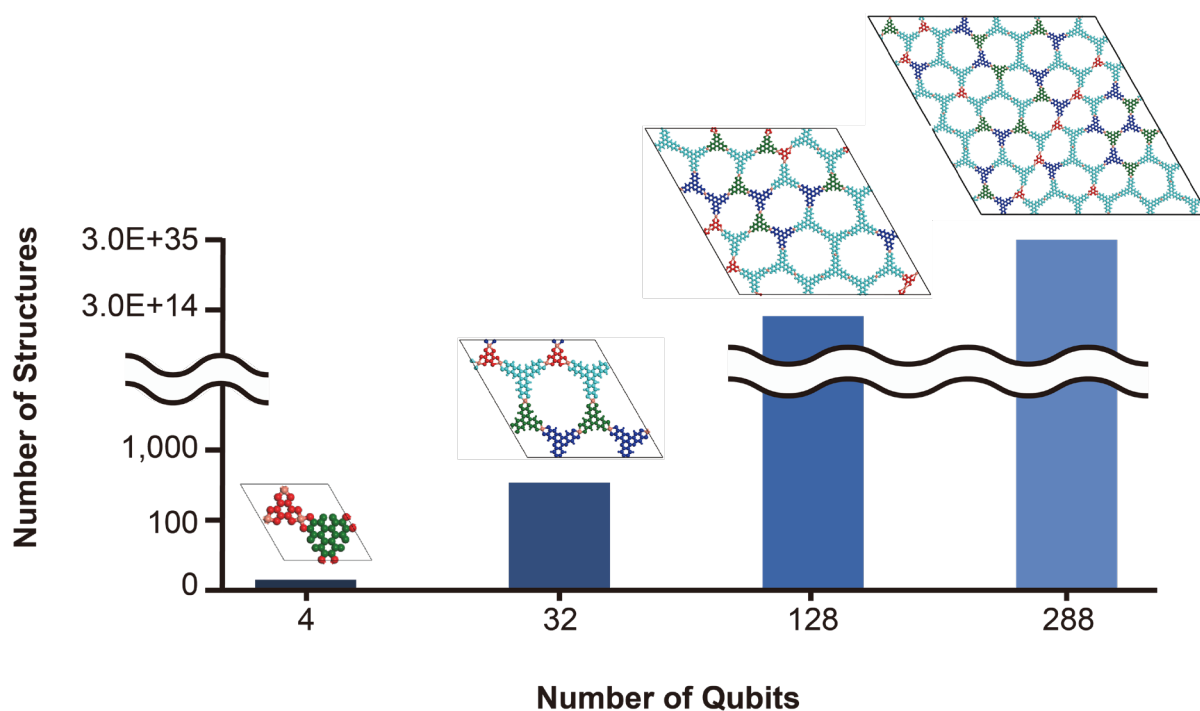 Number of Structures
3.0E+35
3.0E+14
1,000
100
0
4
32
128
288
Number of Qubits